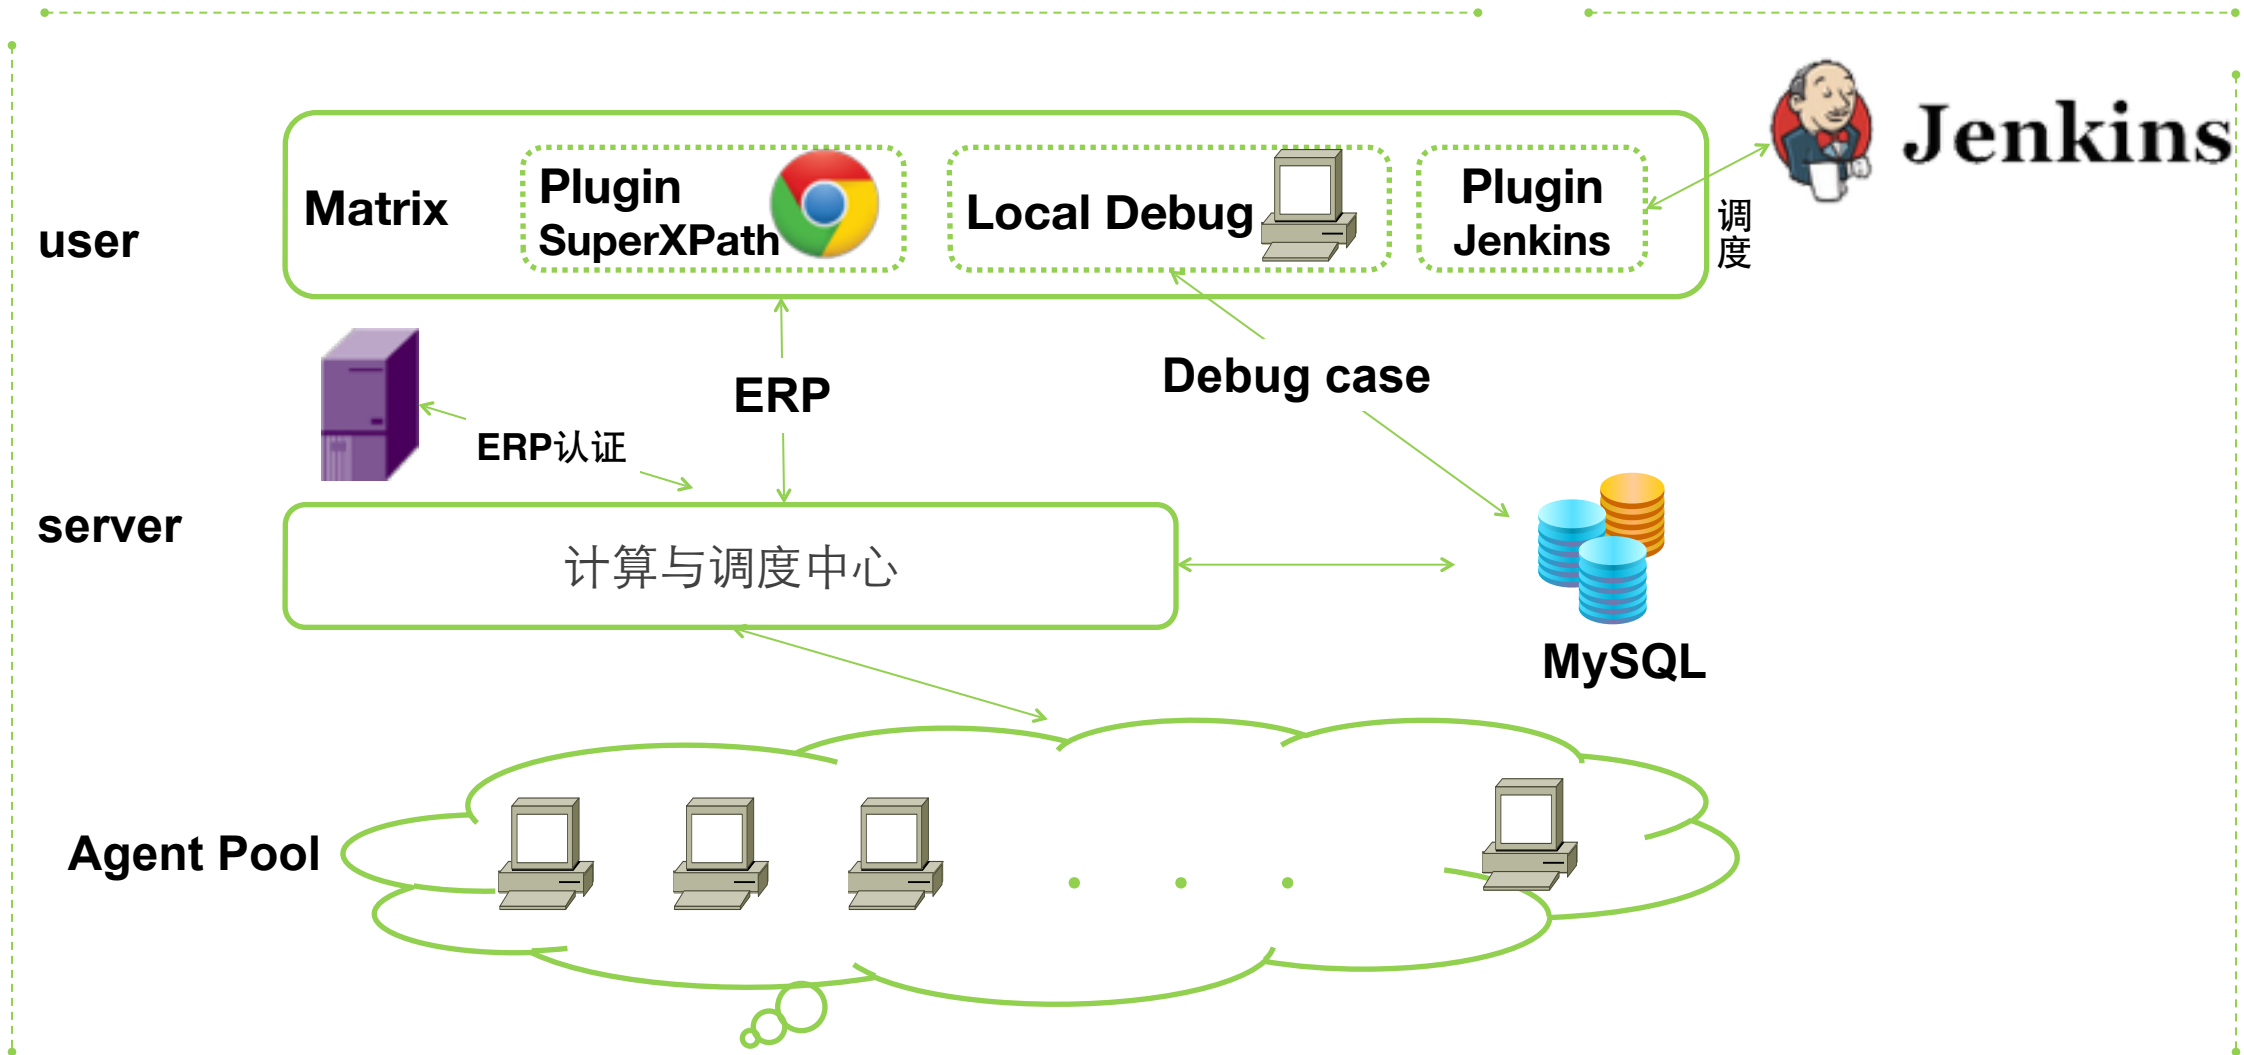 Jenkins
user
Matrix
Plugin
SuperXPath
Local Debug
Plugin
Jenkins
调
度
ERP
Debug case
ERP认证
server
计算与调度中心
MySQL
Agent Pool